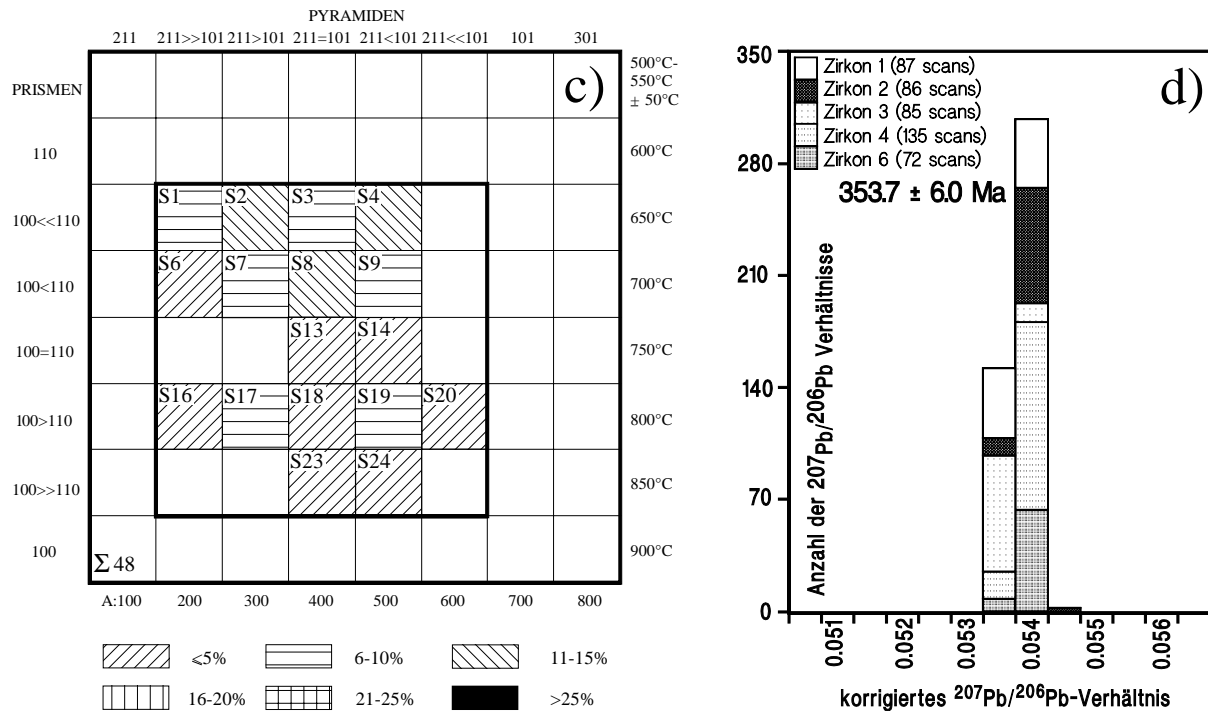 PYRAMIDEN
211 211>>101 211>101 211=101 211<101 211<<101 101 301
PRISMEN
500°C-
550°C
± 50°C
c)
110 600°C
100<<110 S1 S2 S3 S4 650°C
100<110 S6 S7 S8 S9 700°C
100=110 S13 S14 750°C
100>110 S16 S17 S18 S19 S20 800°C
100>>110 S23 S24 850°C
100 900°C
Σ 48
A:100 200 300 400 500 600 700 800
⩽5% 6-10% 11-15%
16-20% 21-25% >25%
d)
Zirkon 1 (87 scans)
Zirkon 2 (86 scans)
Zirkon 3 (85 scans)
Zirkon 4 (135 scans)
Zirkon 6 (72 scans)
353.7 ± 6.0 Ma
Anzahl der ²⁰⁷Pb/²⁰⁶Pb Verhältnisse
350
280
210
140
70
0
0.051 0.052 0.053 0.054 0.055 0.056
korrigiertes ²⁰⁷Pb/²⁰⁶Pb-Verhältnis